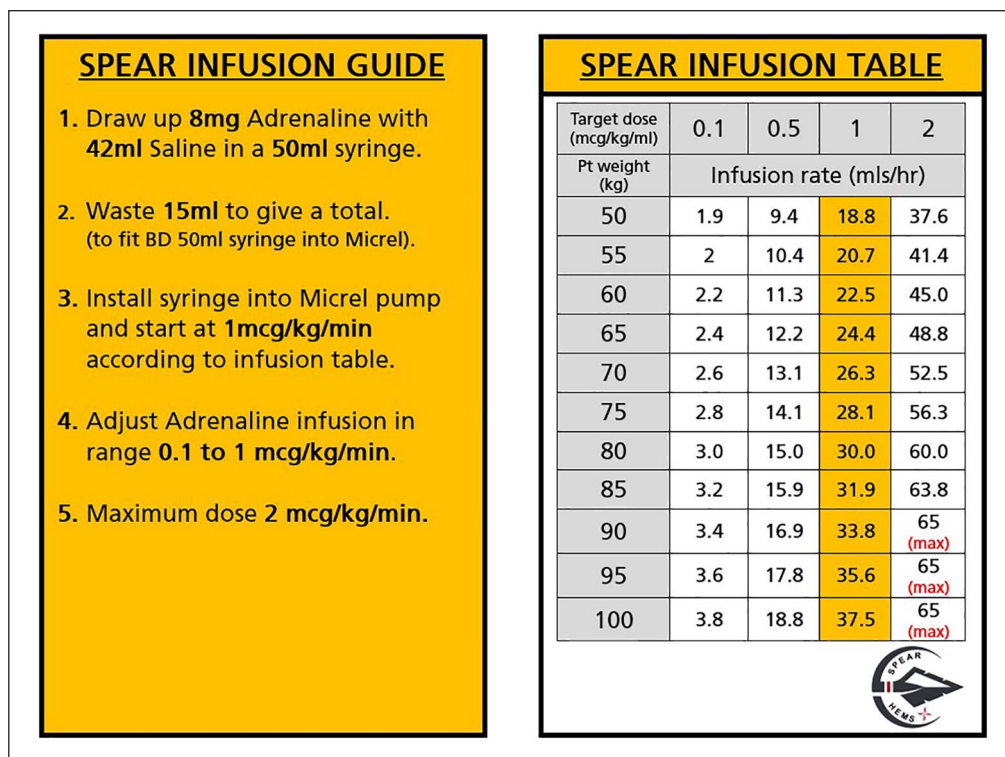 SPEAR INFUSION GUIDE
1. Draw up 8mg Adrenaline with
42ml Saline in a 50ml syringe.
2. Waste 15ml to give a total.
(to fit BD 50ml syringe into Micrel).
3. Install syringe into Micrel pump
and start at 1mcg/kg/min
according to infusion table.
4. Adjust Adrenaline infusion in
range 0.1 to 1 mcg/kg/min.
5. Maximum dose 2 mcg/kg/min.
SPEAR INFUSION TABLE
Target dose
(mcg/kg/ml) 0.1 0.5 1 2
Pt weight
(kg) Infusion rate (mls/hr)
50 1.9 9.4 18.8 37.6
55 2 10.4 20.7 41.4
60 2.2 11.3 22.5 45.0
65 2.4 12.2 24.4 48.8
70 2.6 13.1 26.3 52.5
75 2.8 14.1 28.1 56.3
80 3.0 15.0 30.0 60.0
85 3.2 15.9 31.9 63.8
90 3.4 16.9 33.8 65
(max)
95 3.6 17.8 35.6 65
(max)
100 3.8 18.8 37.5 65
(max)
SPEAR
HEMS